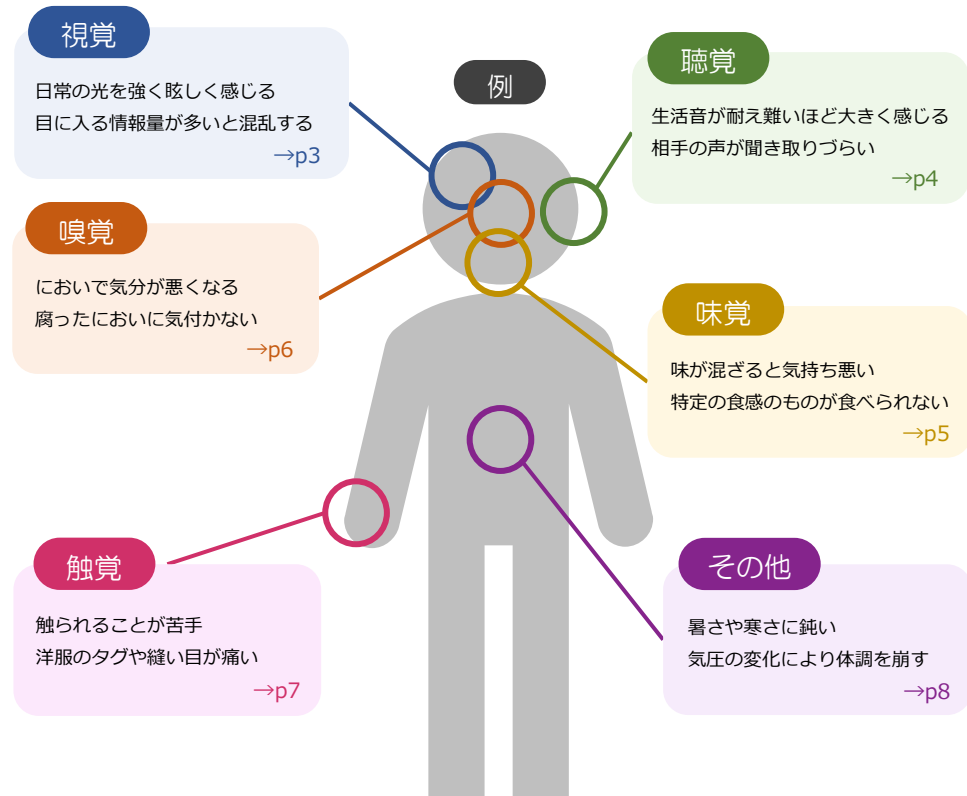 例
視覚
日常の光を強く眩しく感じる
目に入る情報量が多いと混乱する
→p3
聴覚
生活音が耐え難いほど大きく感じる
相手の声が聞き取りづらい
→p4
嗅覚
においで気分が悪くなる
腐ったにおいに気付かない
→p6
味覚
味が混ざると気持ち悪い
特定の食感のものが食べられない
→p5
触覚
触られることが苦手
洋服のタグや縫い目が痛い
→p7
その他
暑さや寒さに鈍い
気圧の変化により体調を崩す
→p8